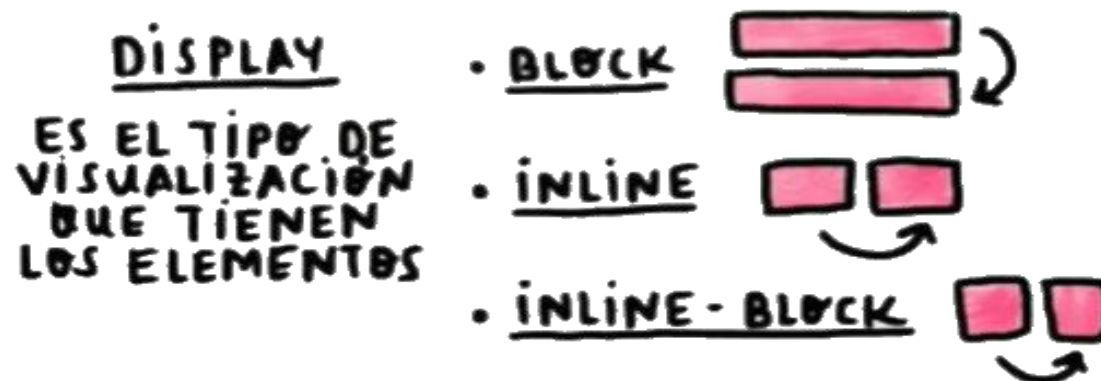 DISPLAY
ES EL TIPO DE
VISUALIZACIÓN
QUE TIENEN
LOS ELEMENTOS
• BLOCK
• INLINE
• INLINE - BLOCK